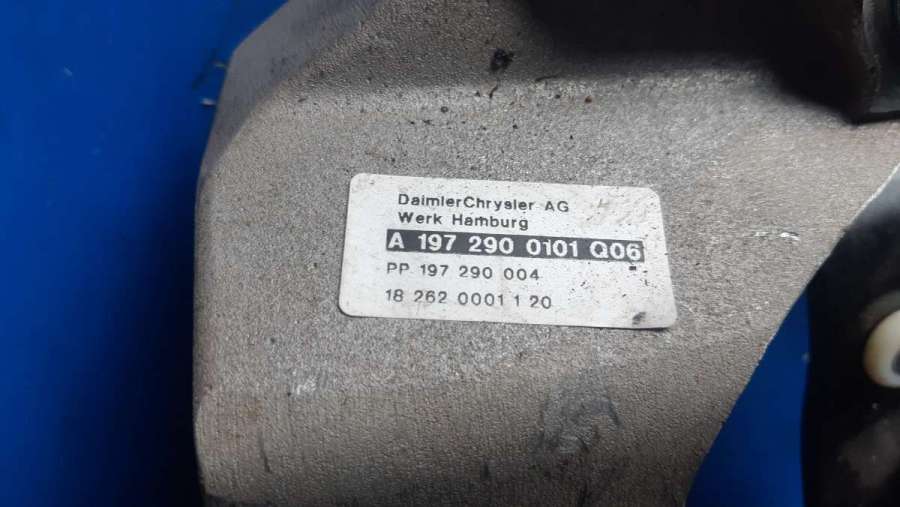 DaimlerChrysler AG
Werk Hamburg
A 197 290 0101 Q06
PP 197 290 004
18 262 0001 1 20